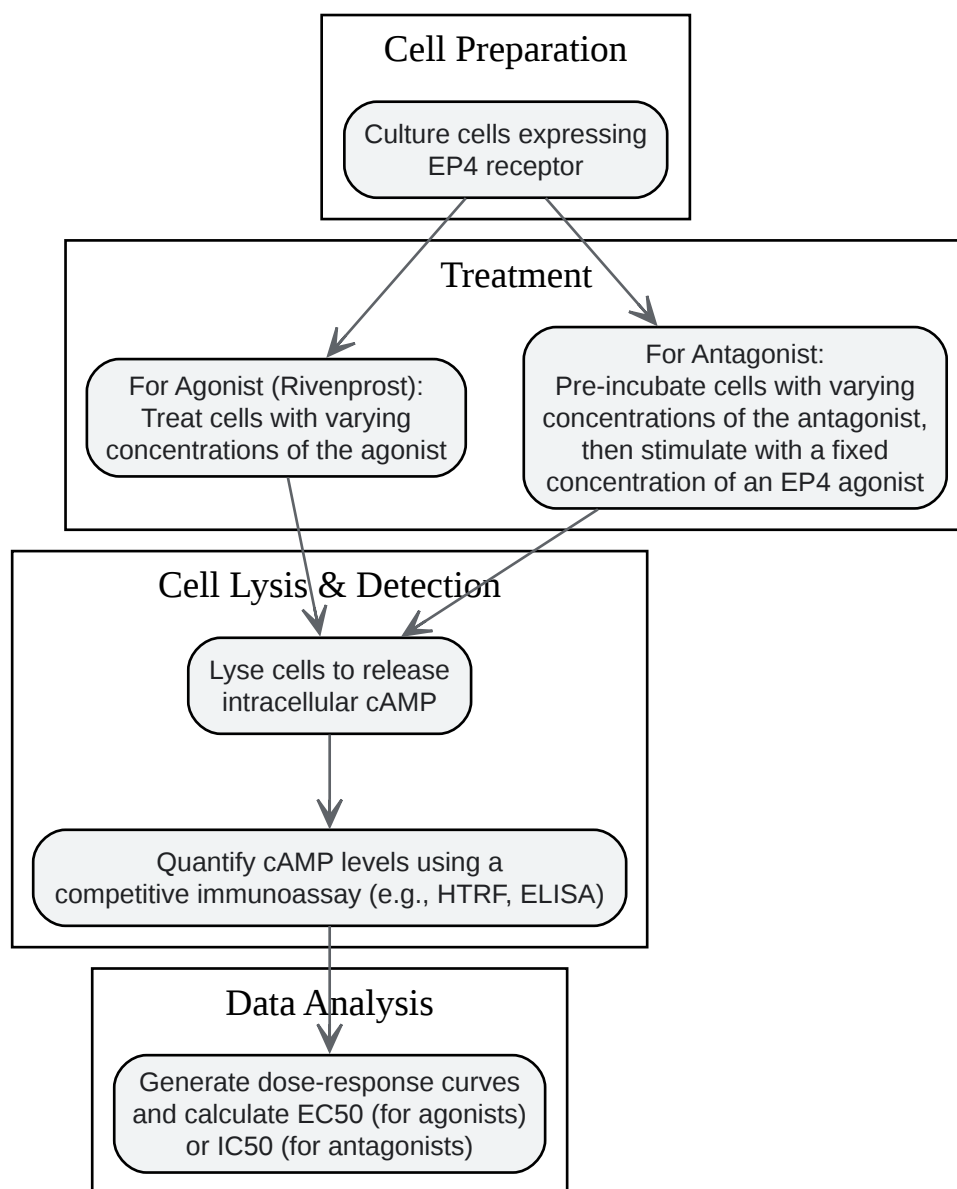 Cell Preparation
Culture cells expressing
EP4 receptor
Treatment
For Agonist (Rivenprost):
Treat cells with varying
concentrations of the agonist
For Antagonist:
Pre-incubate cells with varying
concentrations of the antagonist,
then stimulate with a fixed
concentration of an EP4 agonist
Cell Lysis & Detection
Lyse cells to release
intracellular cAMP
Quantify cAMP levels using a
competitive immunoassay (e.g., HTRF, ELISA)
Data Analysis
Generate dose-response curves
and calculate EC50 (for agonists)
or IC50 (for antagonists)